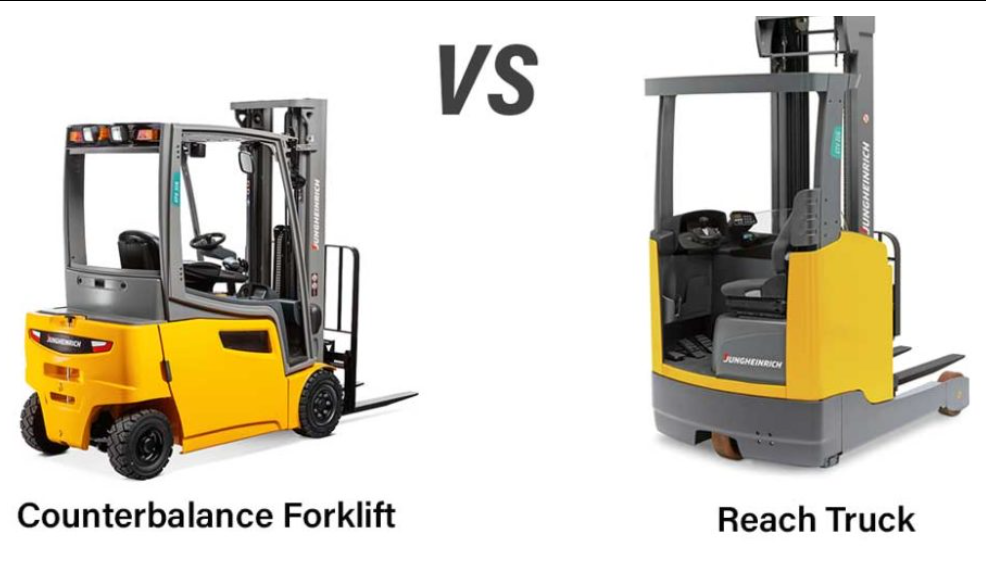 VS
JUNGHEINRICH
JUNGHEINRICH
JUNGHEINRICH
JUNGHEINRICH
Counterbalance Forklift
Reach Truck